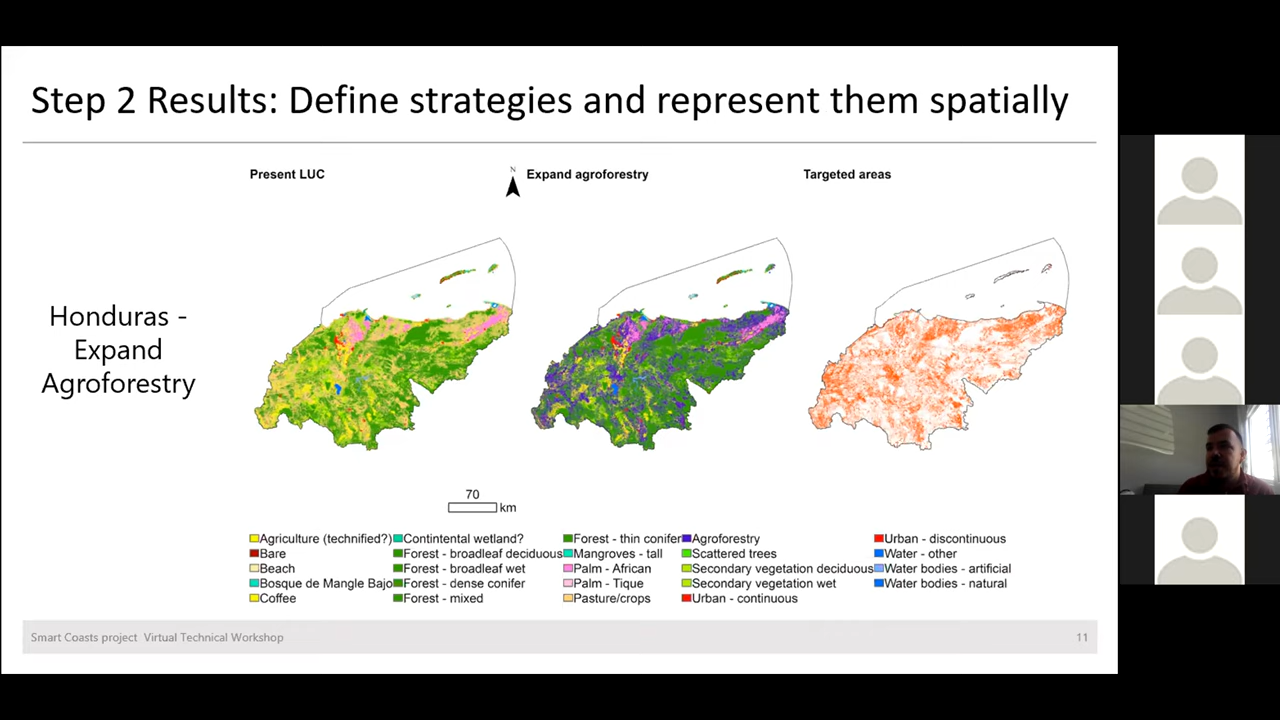 Step 2 Results: Define strategies and represent them spatially
Present LUC
N
Expand agroforestry
Targeted areas
Honduras -
Expand
Agroforestry
70
km
Agriculture (technified?)
Bare
Beach
Bosque de Mangle Bajo
Coffee
Contintental wetland?
Forest - broadleaf deciduous
Forest - broadleaf wet
Forest - dense conifer
Forest - mixed
Forest - thin conifer
Mangroves - tall
Palm - African
Palm - Tique
Pasture/crops
Agroforestry
Scattered trees
Secondary vegetation deciduous
Secondary vegetation wet
Urban - continuous
Urban - discontinuous
Water - other
Water bodies - artificial
Water bodies - natural
Smart Coasts project Virtual Technical Workshop
11